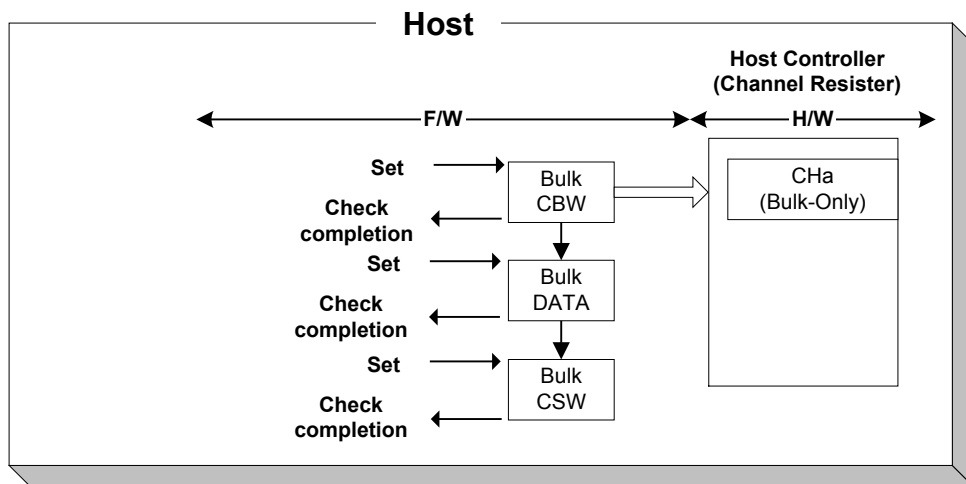 Host
Host Controller
(Channel Resister)
F/W
H/W
Set
Bulk
CBW
CHa
(Bulk-Only)
Check
completion
Set
Bulk
DATA
Check
completion
Set
Bulk
CSW
Check
completion